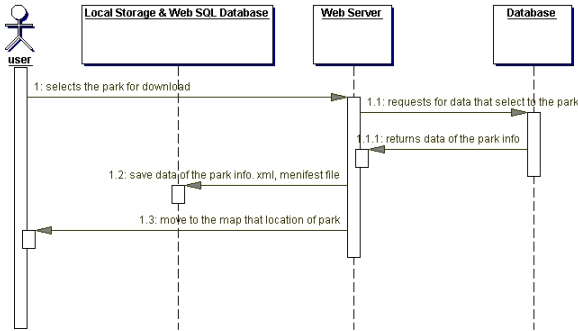 Local Storage & Web SQL Database
Web Server
Database
user
1: selects the park for download
1.1: requests for data that select to the park
1.1.1: returns data of the park info
1.2: save data of the park info. xml, menifest file
1.3: move to the map that location of park